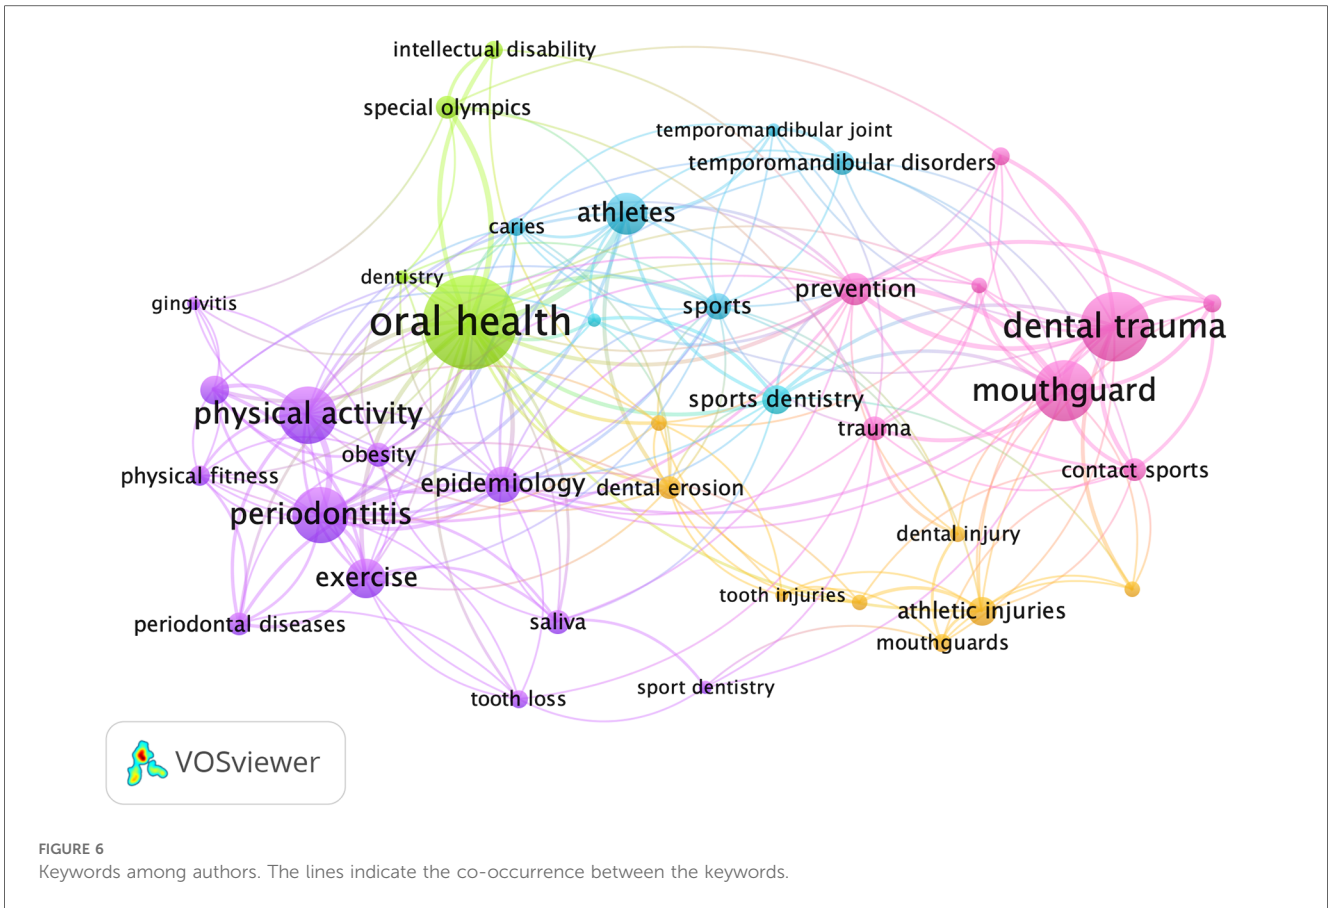 intellectual disability
special olympics
temporomandibular joint
temporomandibular disorders
athletes
caries
dentistry
gingivitis
prevention
sports
oral health
dental trauma
mouthguard
sports dentistry
physical activity
trauma
obesity
contact sports
physical fitness
epidemiology
dental erosion
periodontitis
dental injury
exercise
tooth injuries
athletic injuries
periodontal diseases
saliva
mouthguards
sport dentistry
tooth loss
VOSviewer
FIGURE 6
Keywords among authors. The lines indicate the co-occurrence between the keywords.